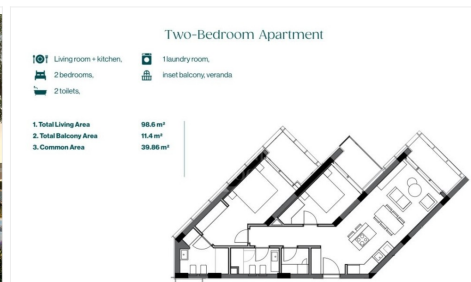 Two-Bedroom Apartment
Living room + kitchen,
1 laundry room,
2 bedrooms,
inset balcony, veranda
2 toilets,
1. Total Living Area 98.6 m²
2. Total Balcony Area 11.4 m²
3. Common Area 39.86 m²